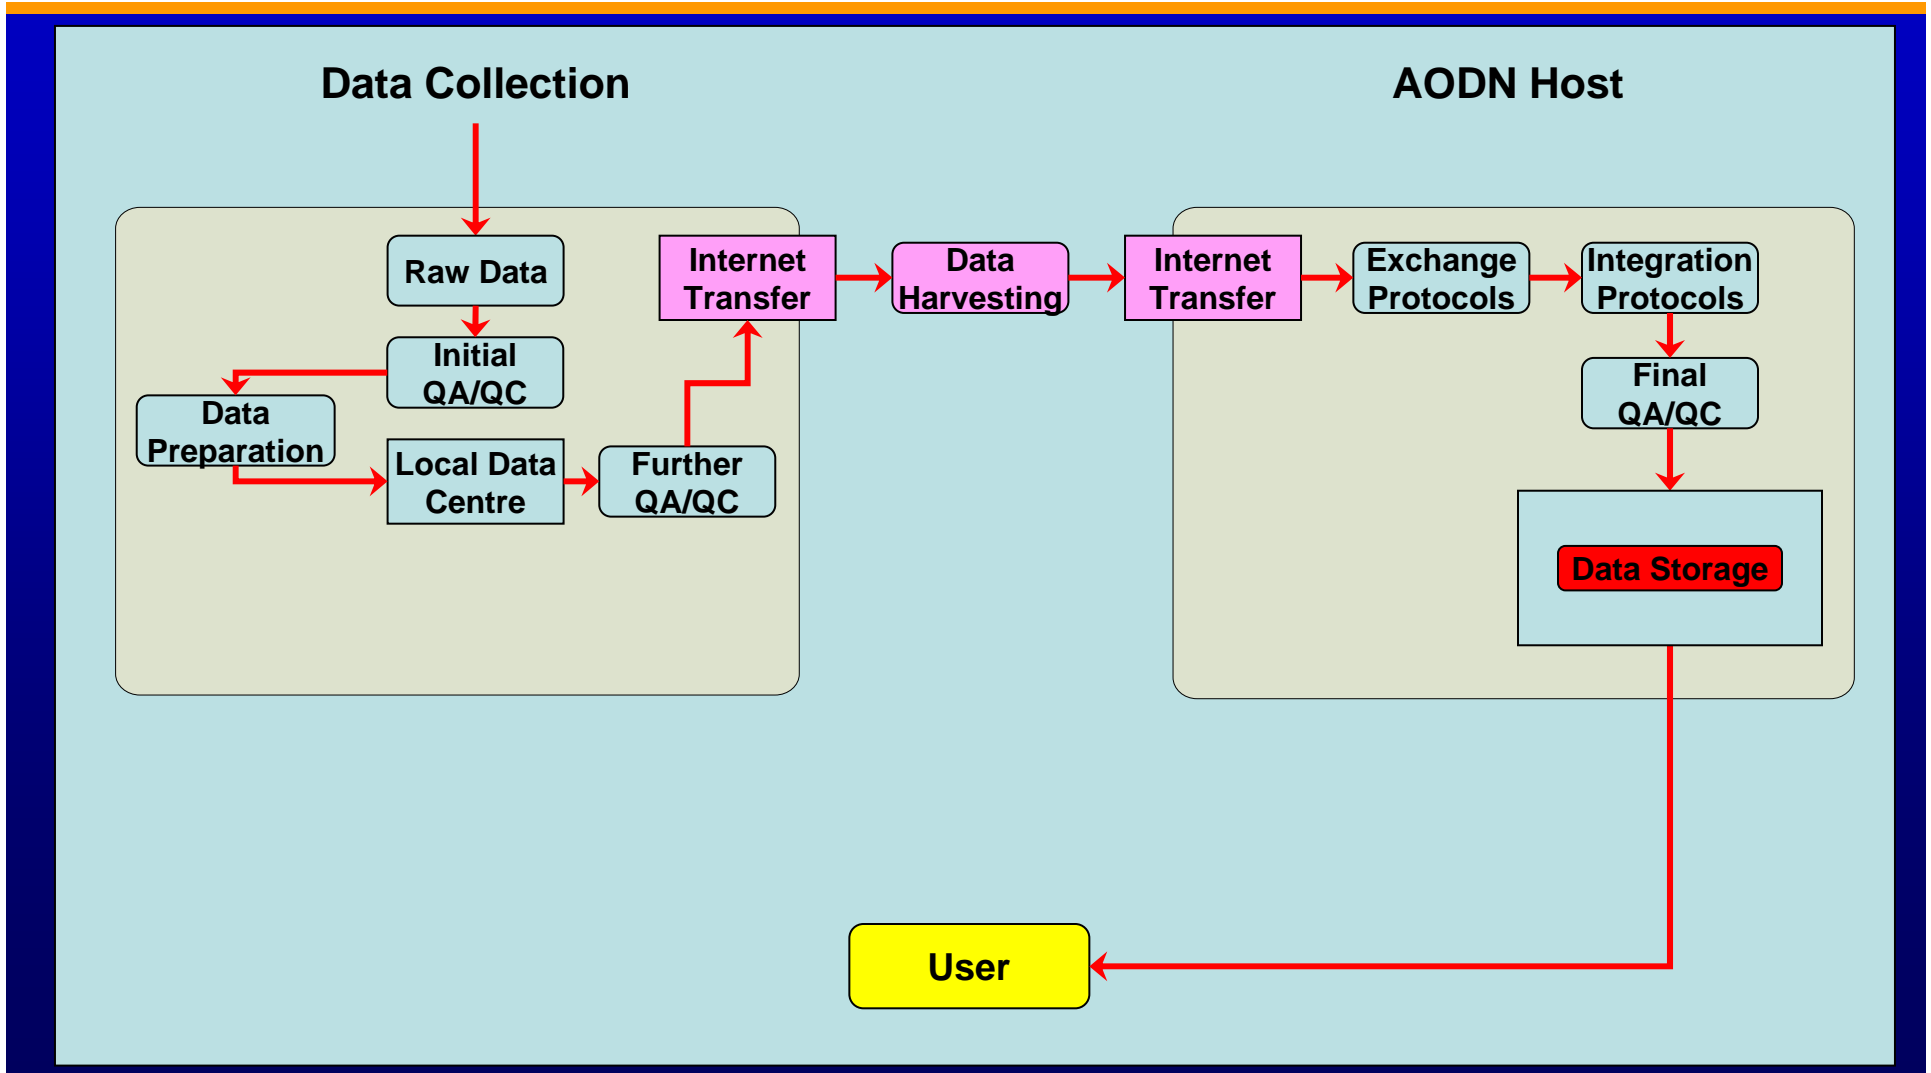 Data Collection
AODN Host
Raw Data
Initial
QA/QC
Data
Preparation
Local Data
Centre
Further
QA/QC
Internet
Transfer
Data
Harvesting
Internet
Transfer
Exchange
Protocols
Integration
Protocols
Final
QA/QC
Data Storage
User